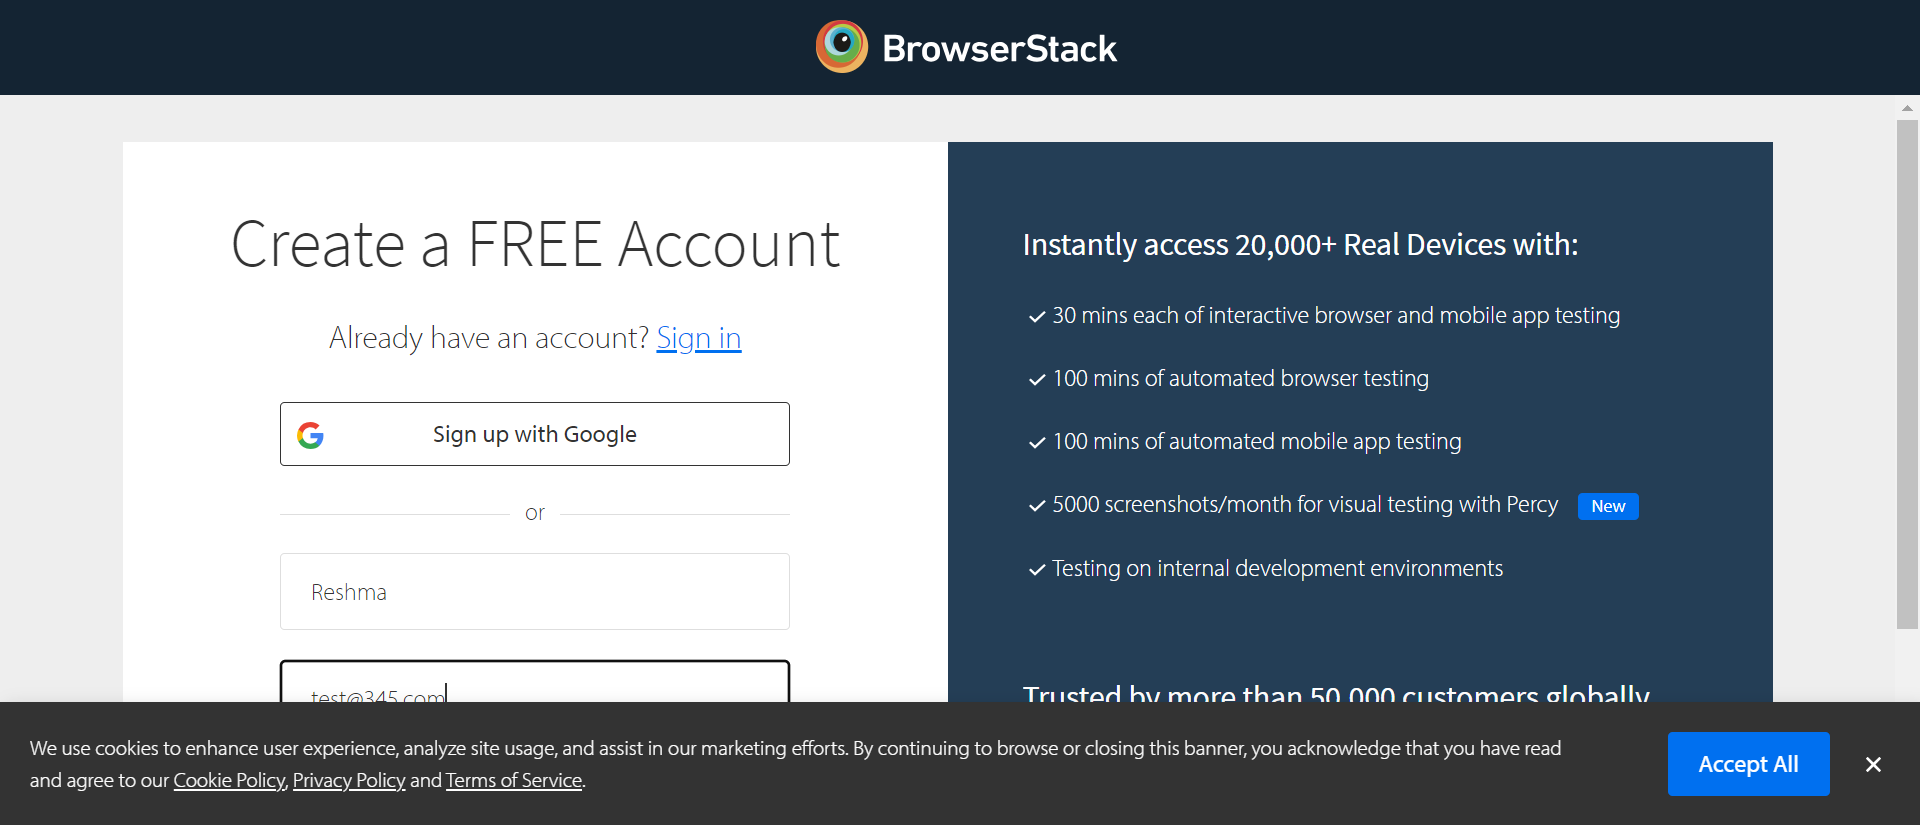 BrowserStack
Create a FREE Account
Already have an account? Sign in
Sign up with Google
or
Reshma
test@345.com
Instantly access 20,000+ Real Devices with:
30 mins each of interactive browser and mobile app testing
100 mins of automated browser testing
100 mins of automated mobile app testing
5000 screenshots/month for visual testing with Percy New
Testing on internal development environments
Trusted by more than 50,000 customers globally
We use cookies to enhance user experience, analyze site usage, and assist in our marketing efforts. By continuing to browse or closing this banner, you acknowledge that you have read
and agree to our Cookie Policy, Privacy Policy and Terms of Service.
Accept All